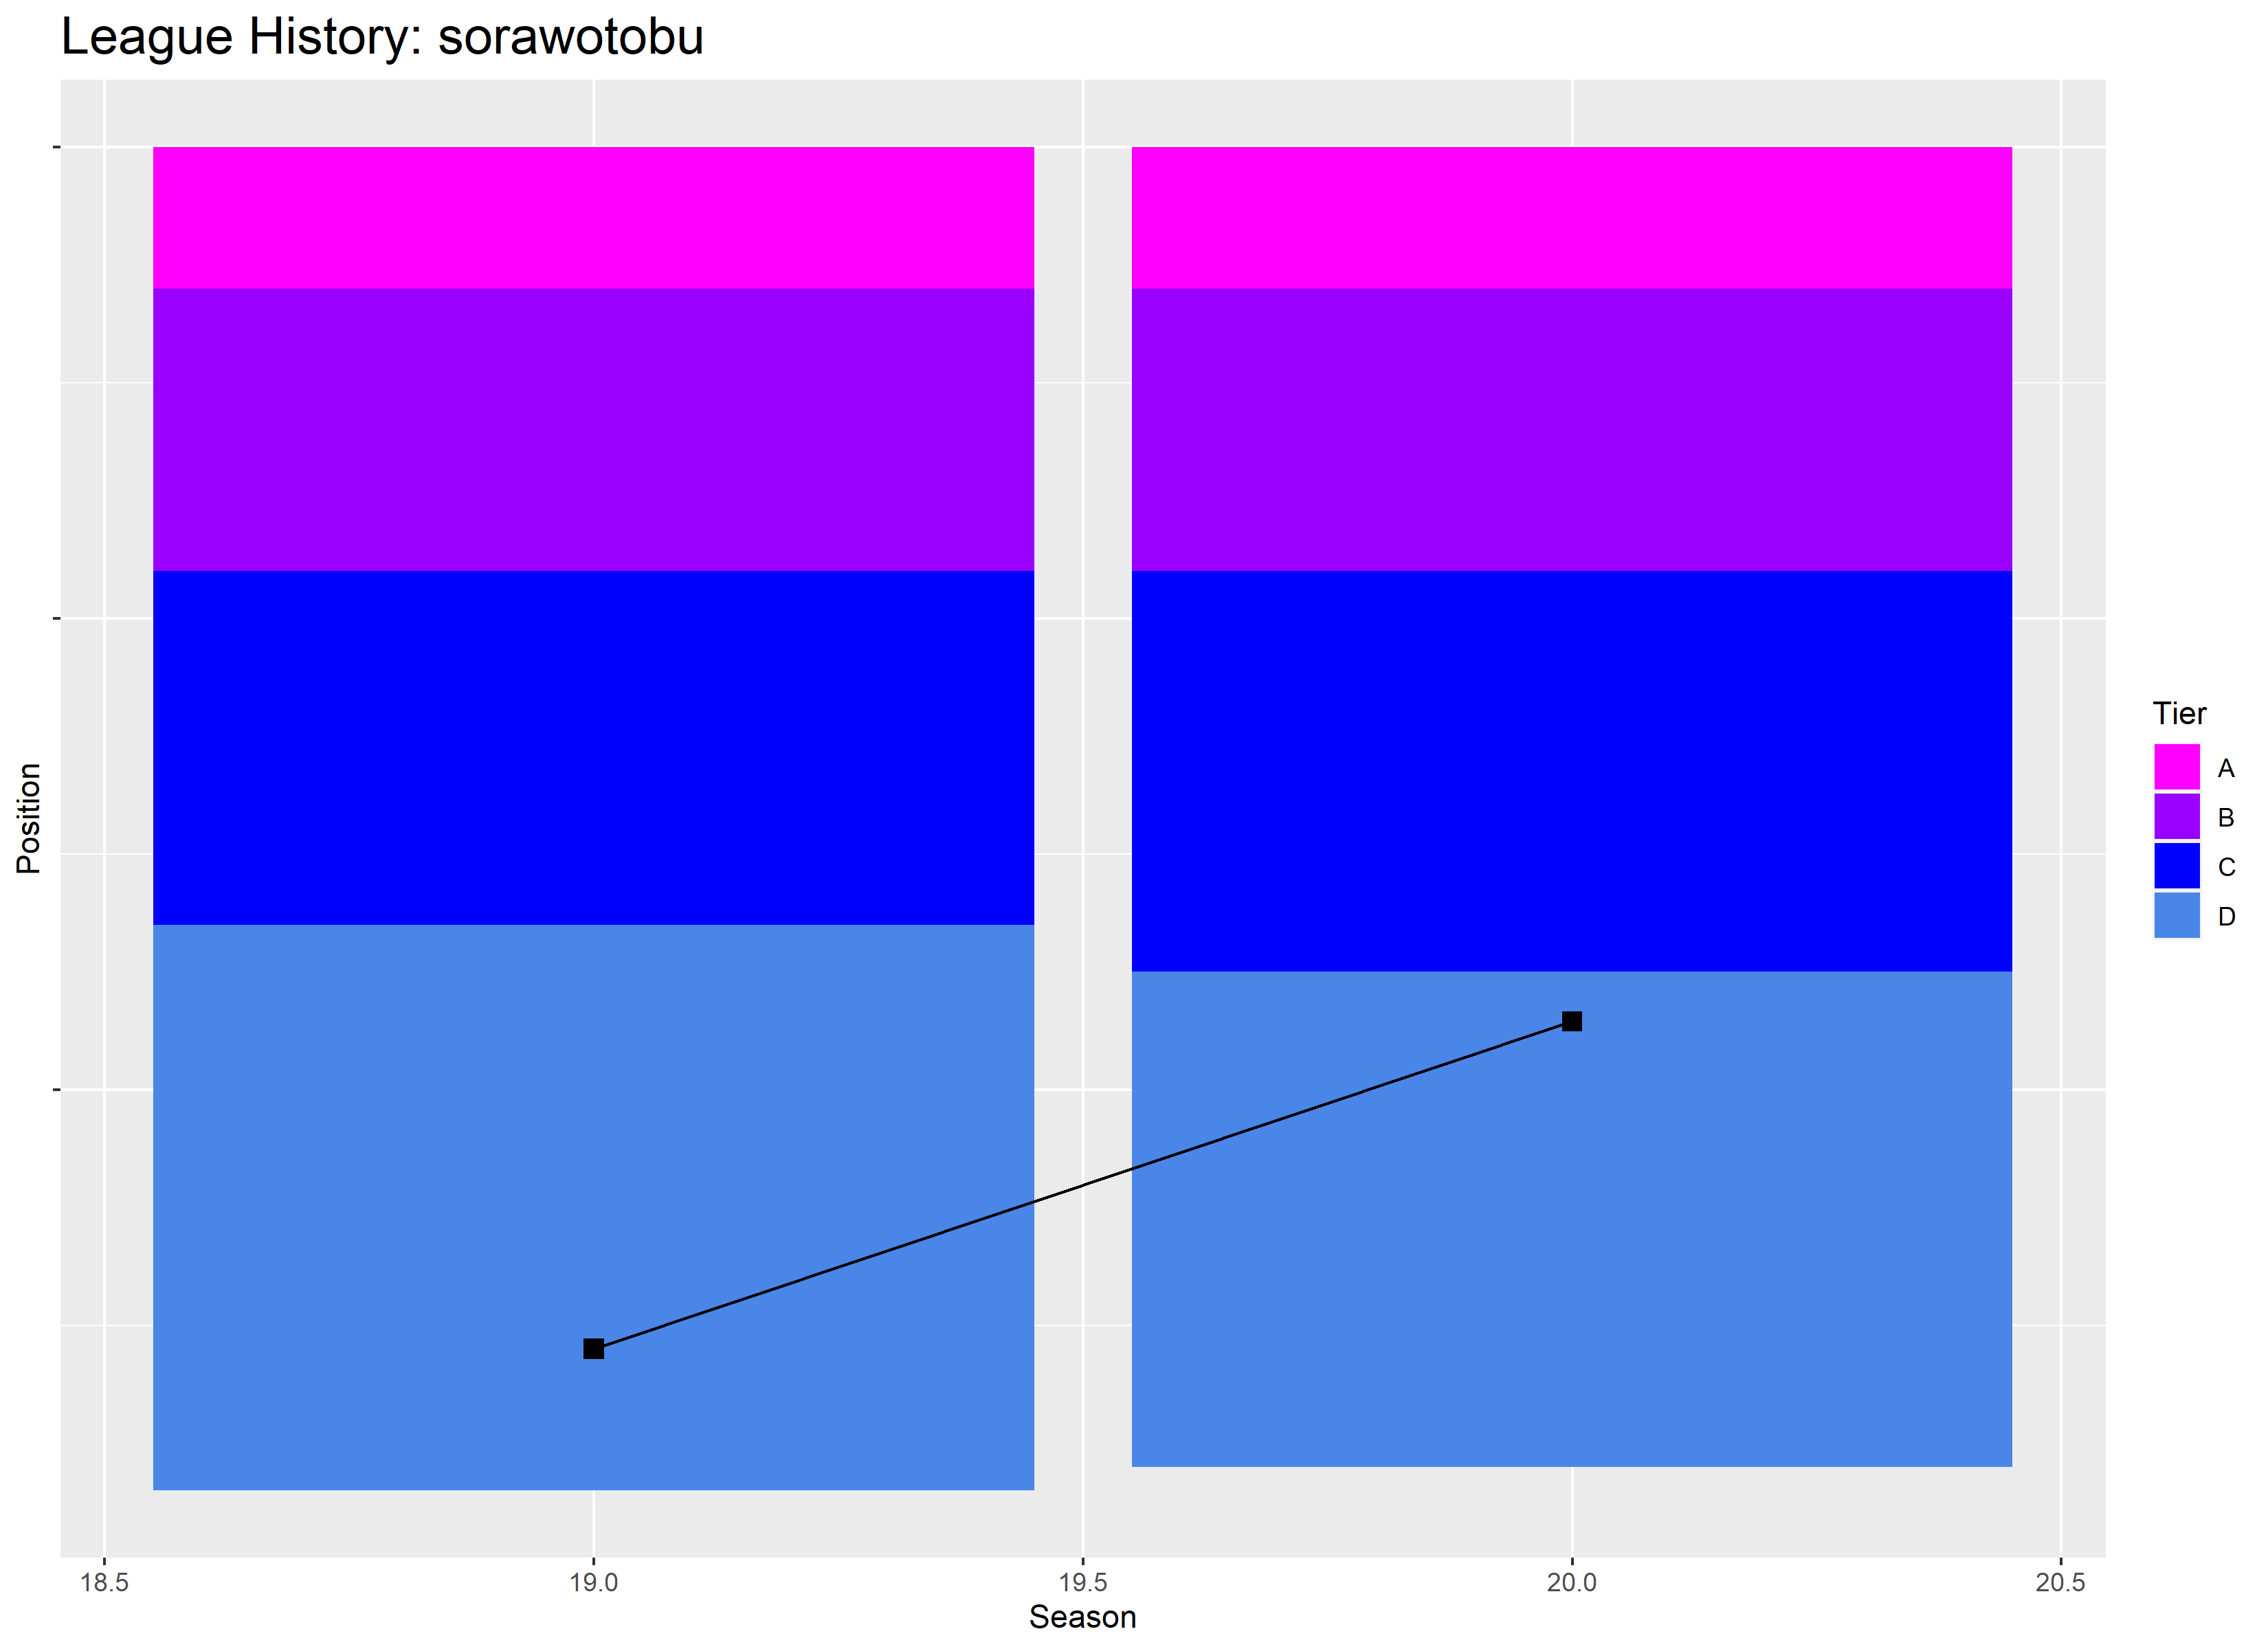 League History: sorawotobu
Position
18.5
19.0
19.5
20.0
20.5
Season
Tier
A
B
C
D